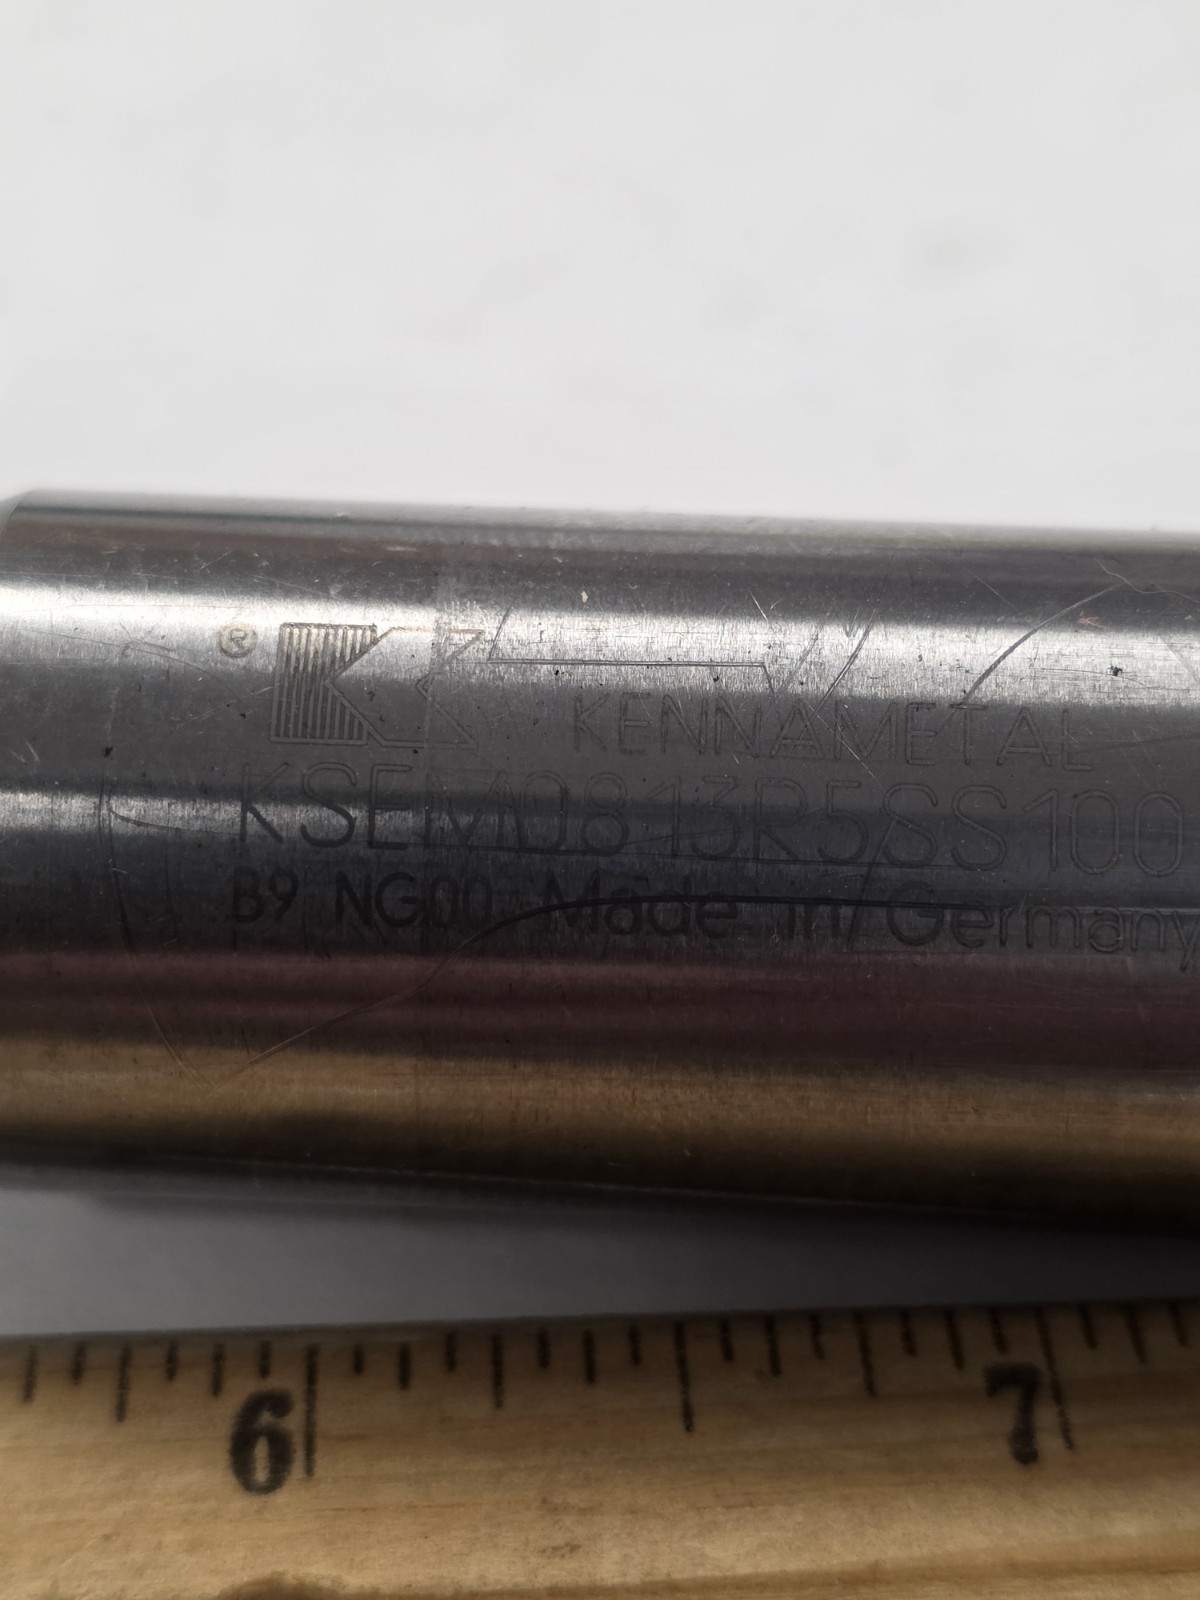 ®
KENNAMETAL
KSEM0813R5SS100
B9 NG00 Made in Germany
6 7